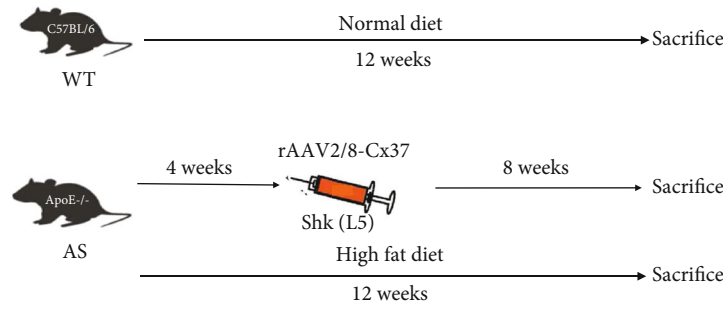 C57BL/6
WT
Normal diet
12 weeks
Sacrifice
ApoE-/-
AS
4 weeks
rAAV2/8-Cx37
Shk (L5)
8 weeks
Sacrifice
High fat diet
12 weeks
Sacrifice